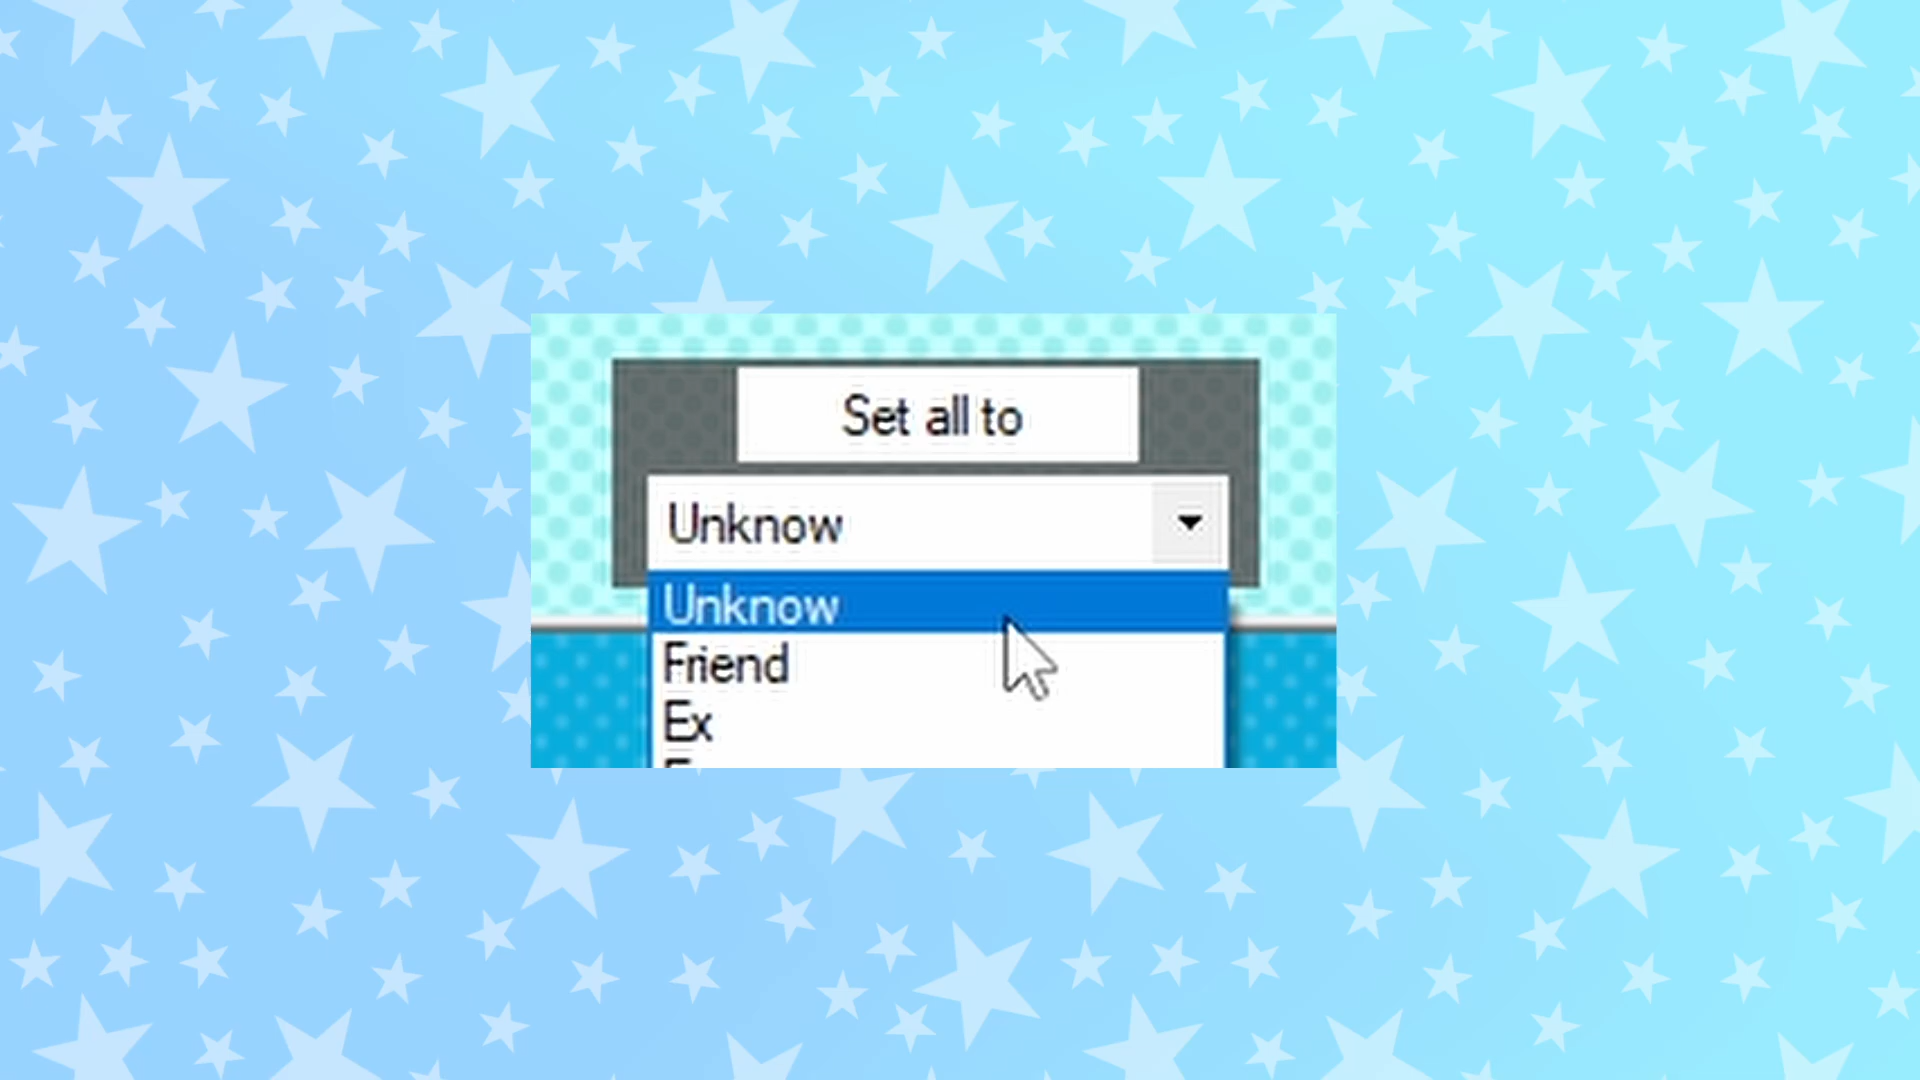 Set all to
Unknow
Unknow
Friend
Ex